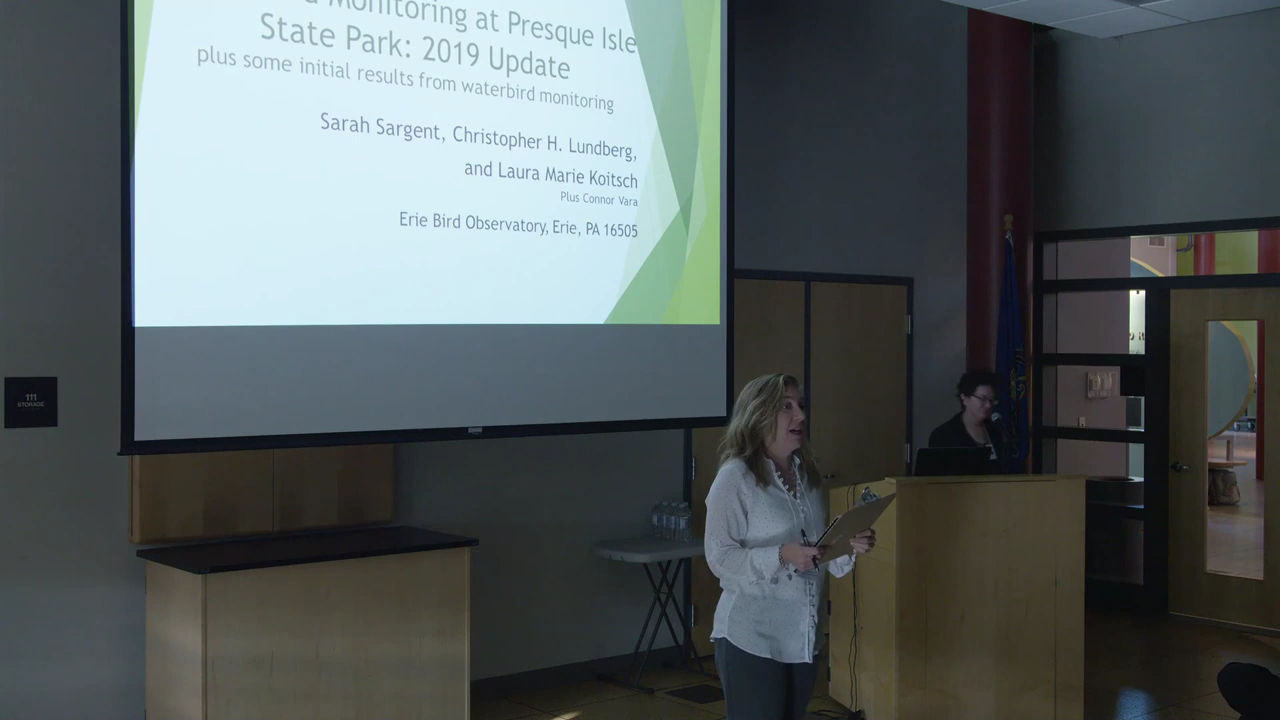 Monitoring at Presque Isle
State Park: 2019 Update
plus some initial results from waterbird monitoring
Sarah Sargent, Christopher H. Lundberg,
and Laura Marie Koitsch
Plus Connor Vara
Erie Bird Observatory, Erie, PA 16505
111
STORAGE